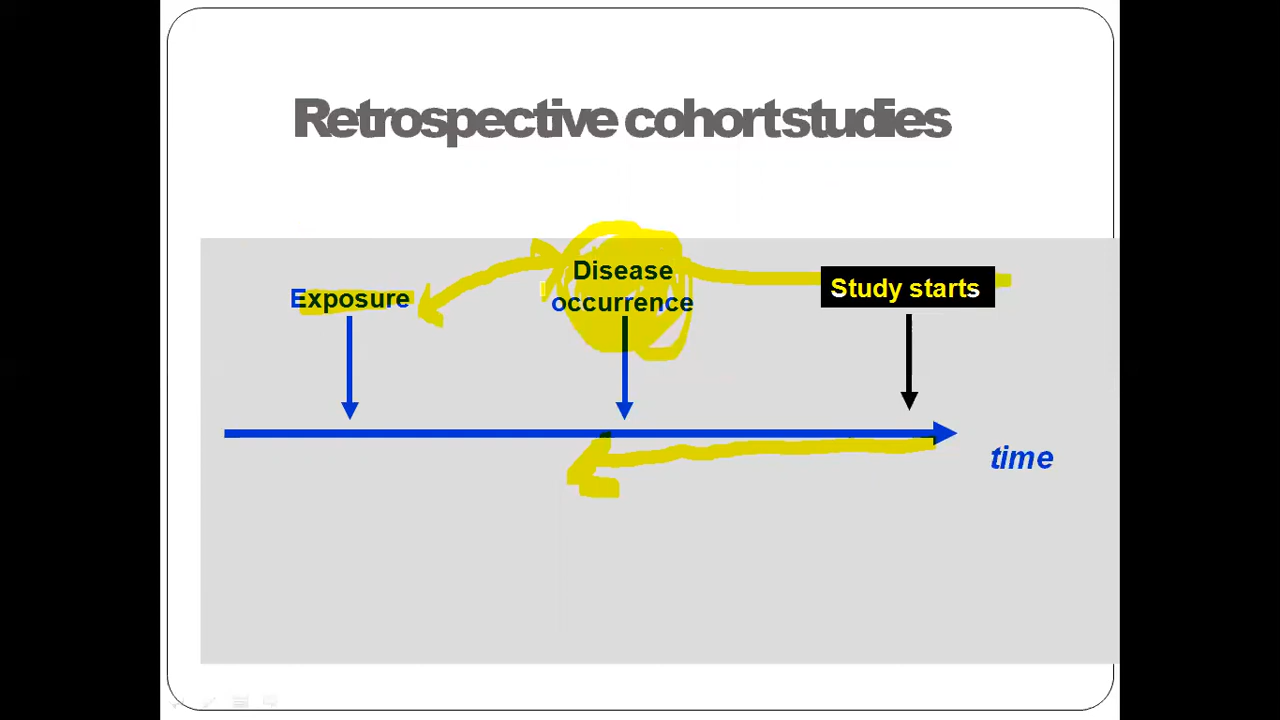 Retrospective cohort studies
Disease
occurrence
Exposure
Study starts
time